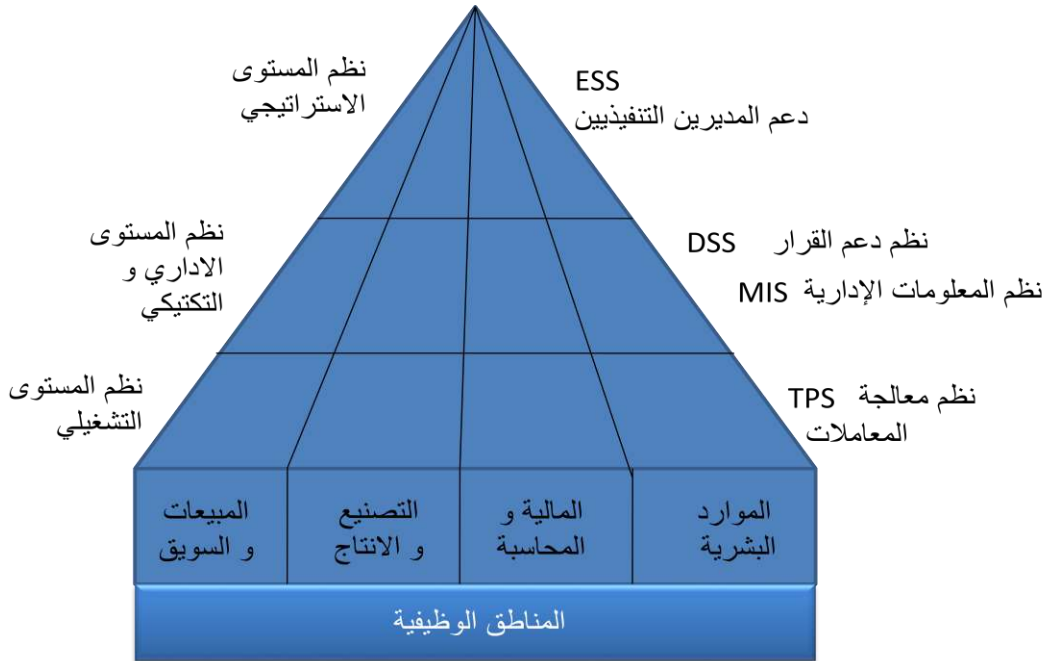 نظم المستوى
الاستراتيجي
ESS
دعم المديرين التنفيذيين
نظم المستوى
الاداري و
التكتيكي
نظم دعم القرار DSS
نظم المعلومات الإدارية MIS
نظم المستوى
التشغيلي
نظم معالجة TPS
المعاملات
الموارد
البشرية
المالية و
المحاسبة
التصنيع
و الانتاج
المبيعات
و السويق
المناطق الوظيفية